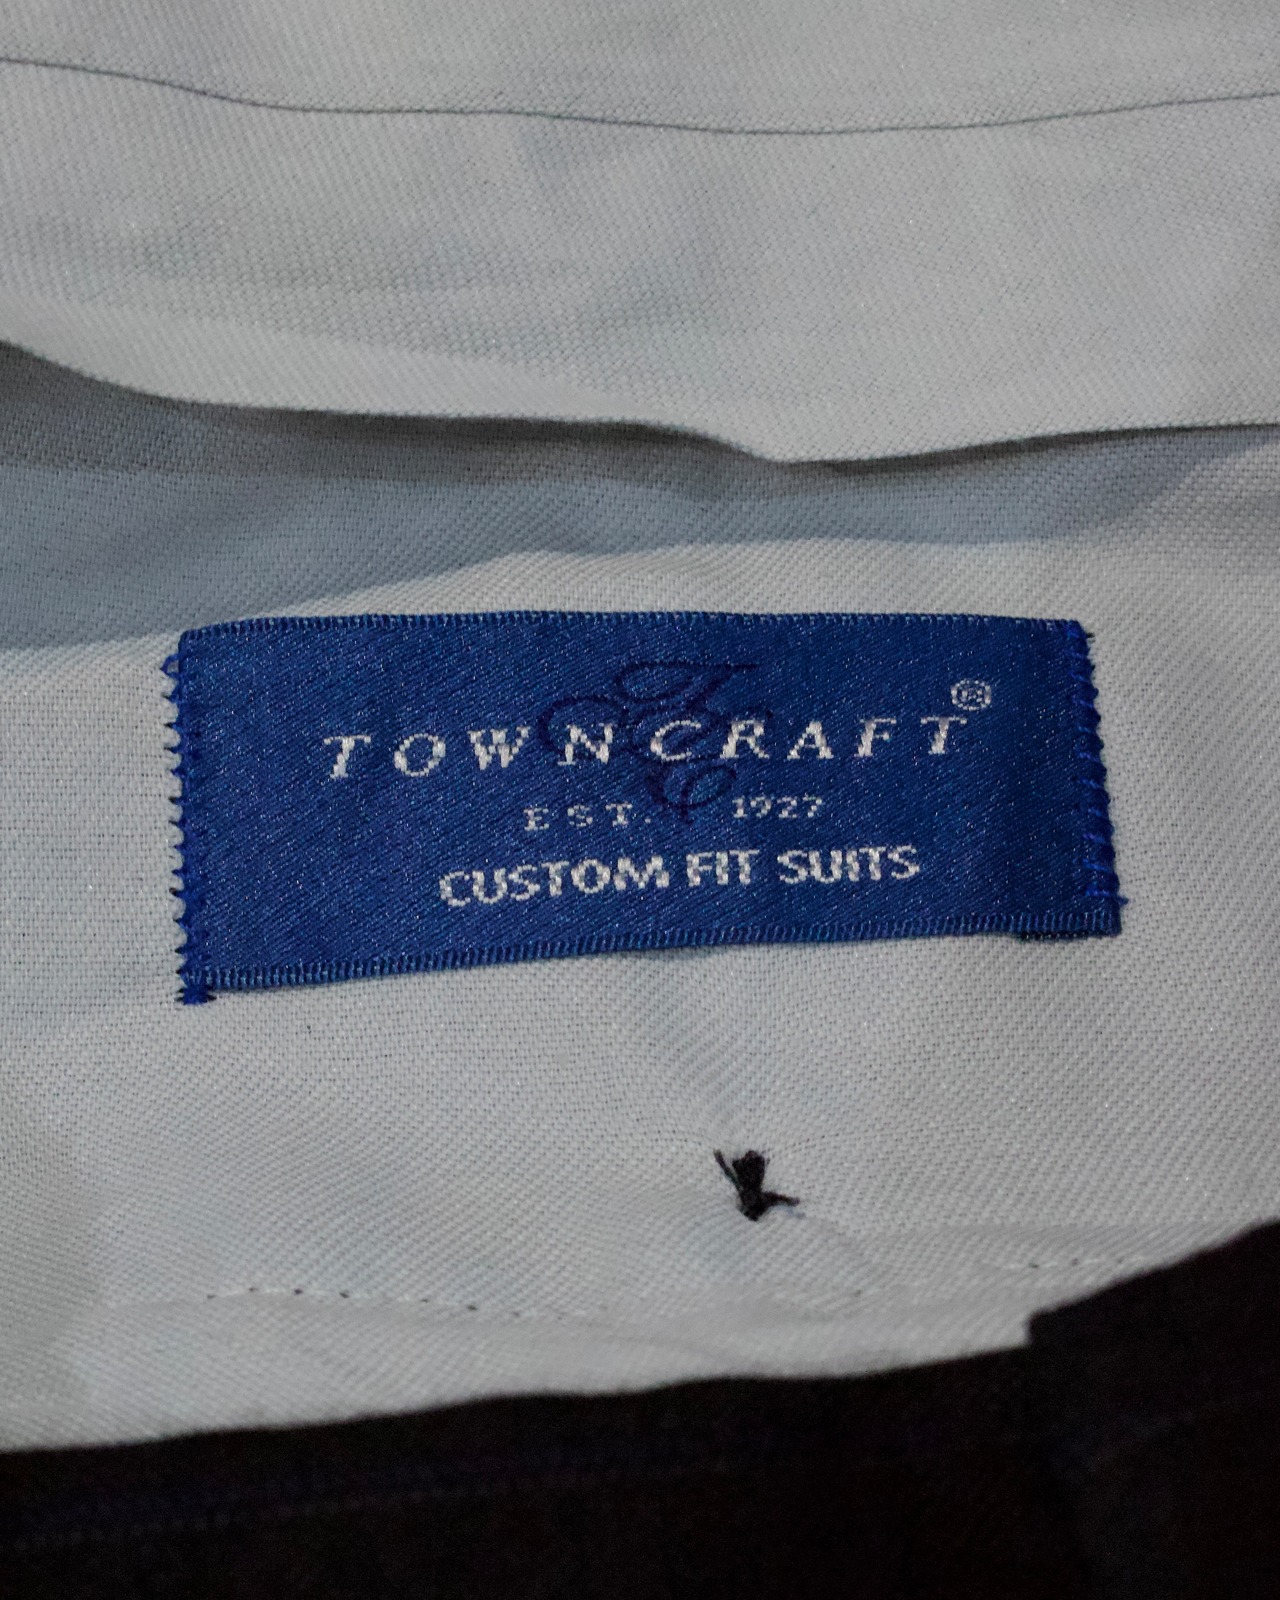 TOWNCRAFT®
EST. 1927
CUSTOM FIT SUITS